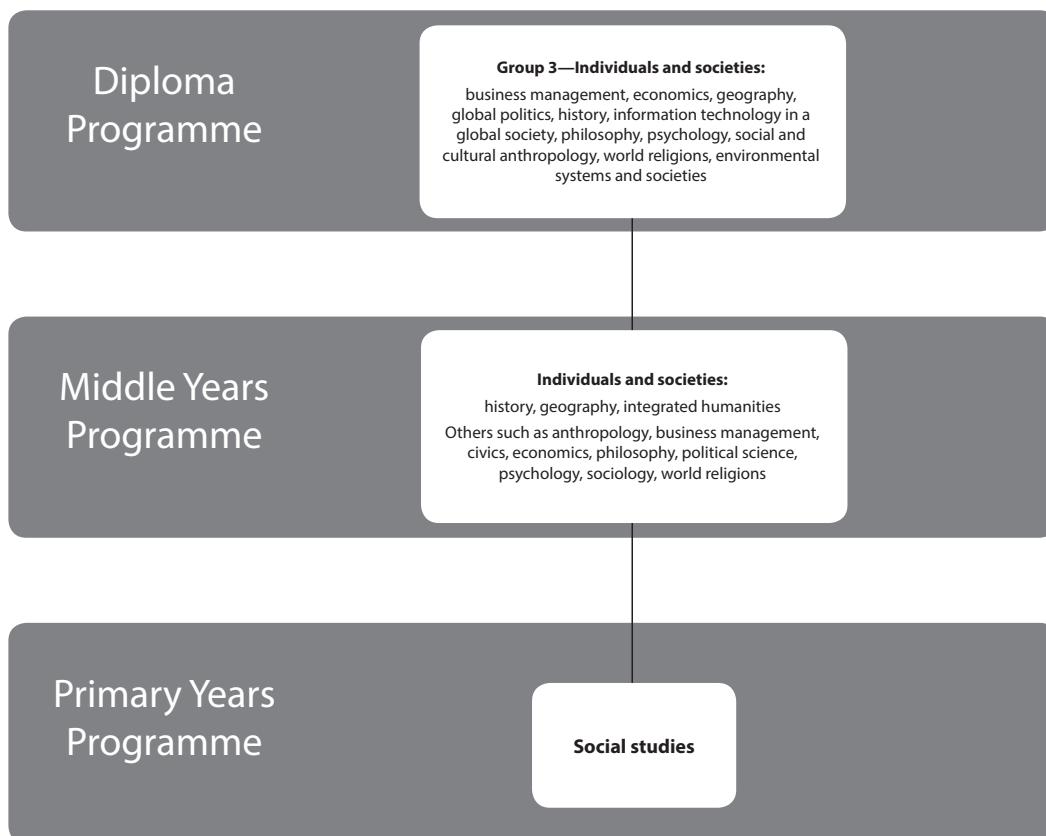 Diploma
Programme
Group 3—Individuals and societies:
business management, economics, geography,
global politics, history, information technology in a
global society, philosophy, psychology, social and
cultural anthropology, world religions, environmental
systems and societies
Middle Years
Programme
Individuals and societies:
history, geography, integrated humanities
Others such as anthropology, business management,
civics, economics, philosophy, political science,
psychology, sociology, world religions
Primary Years
Programme
Social studies